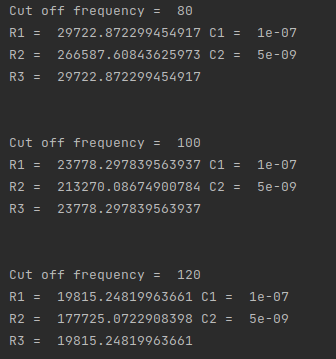 Cut off frequency =  80
R1 =  29722.872299454917 C1 =  1e-07
R2 =  266587.60843625973 C2 =  5e-09
R3 =  29722.872299454917
Cut off frequency =  100
R1 =  23778.297839563937 C1 =  1e-07
R2 =  213270.08674900784 C2 =  5e-09
R3 =  23778.297839563937
Cut off frequency =  120
R1 =  19815.24819963661 C1 =  1e-07
R2 =  177725.0722908398 C2 =  5e-09
R3 =  19815.24819963661